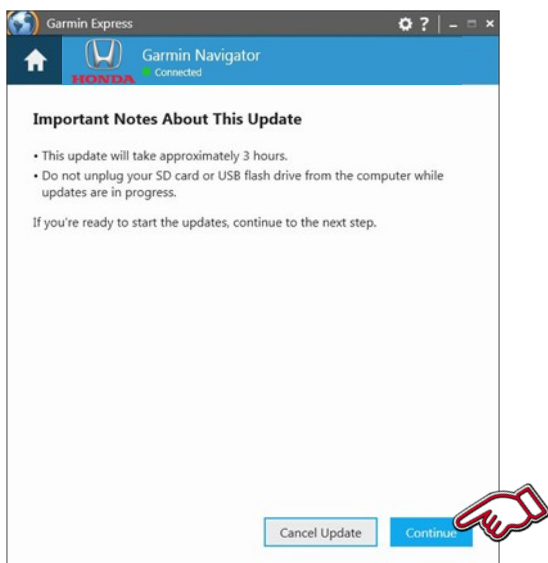 Garmin Express
?
HONDA
Garmin Navigator
Connected
Important Notes About This Update
• This update will take approximately 3 hours.
• Do not unplug your SD card or USB flash drive from the computer while
updates are in progress.
If you're ready to start the updates, continue to the next step.
Cancel Update
Continue